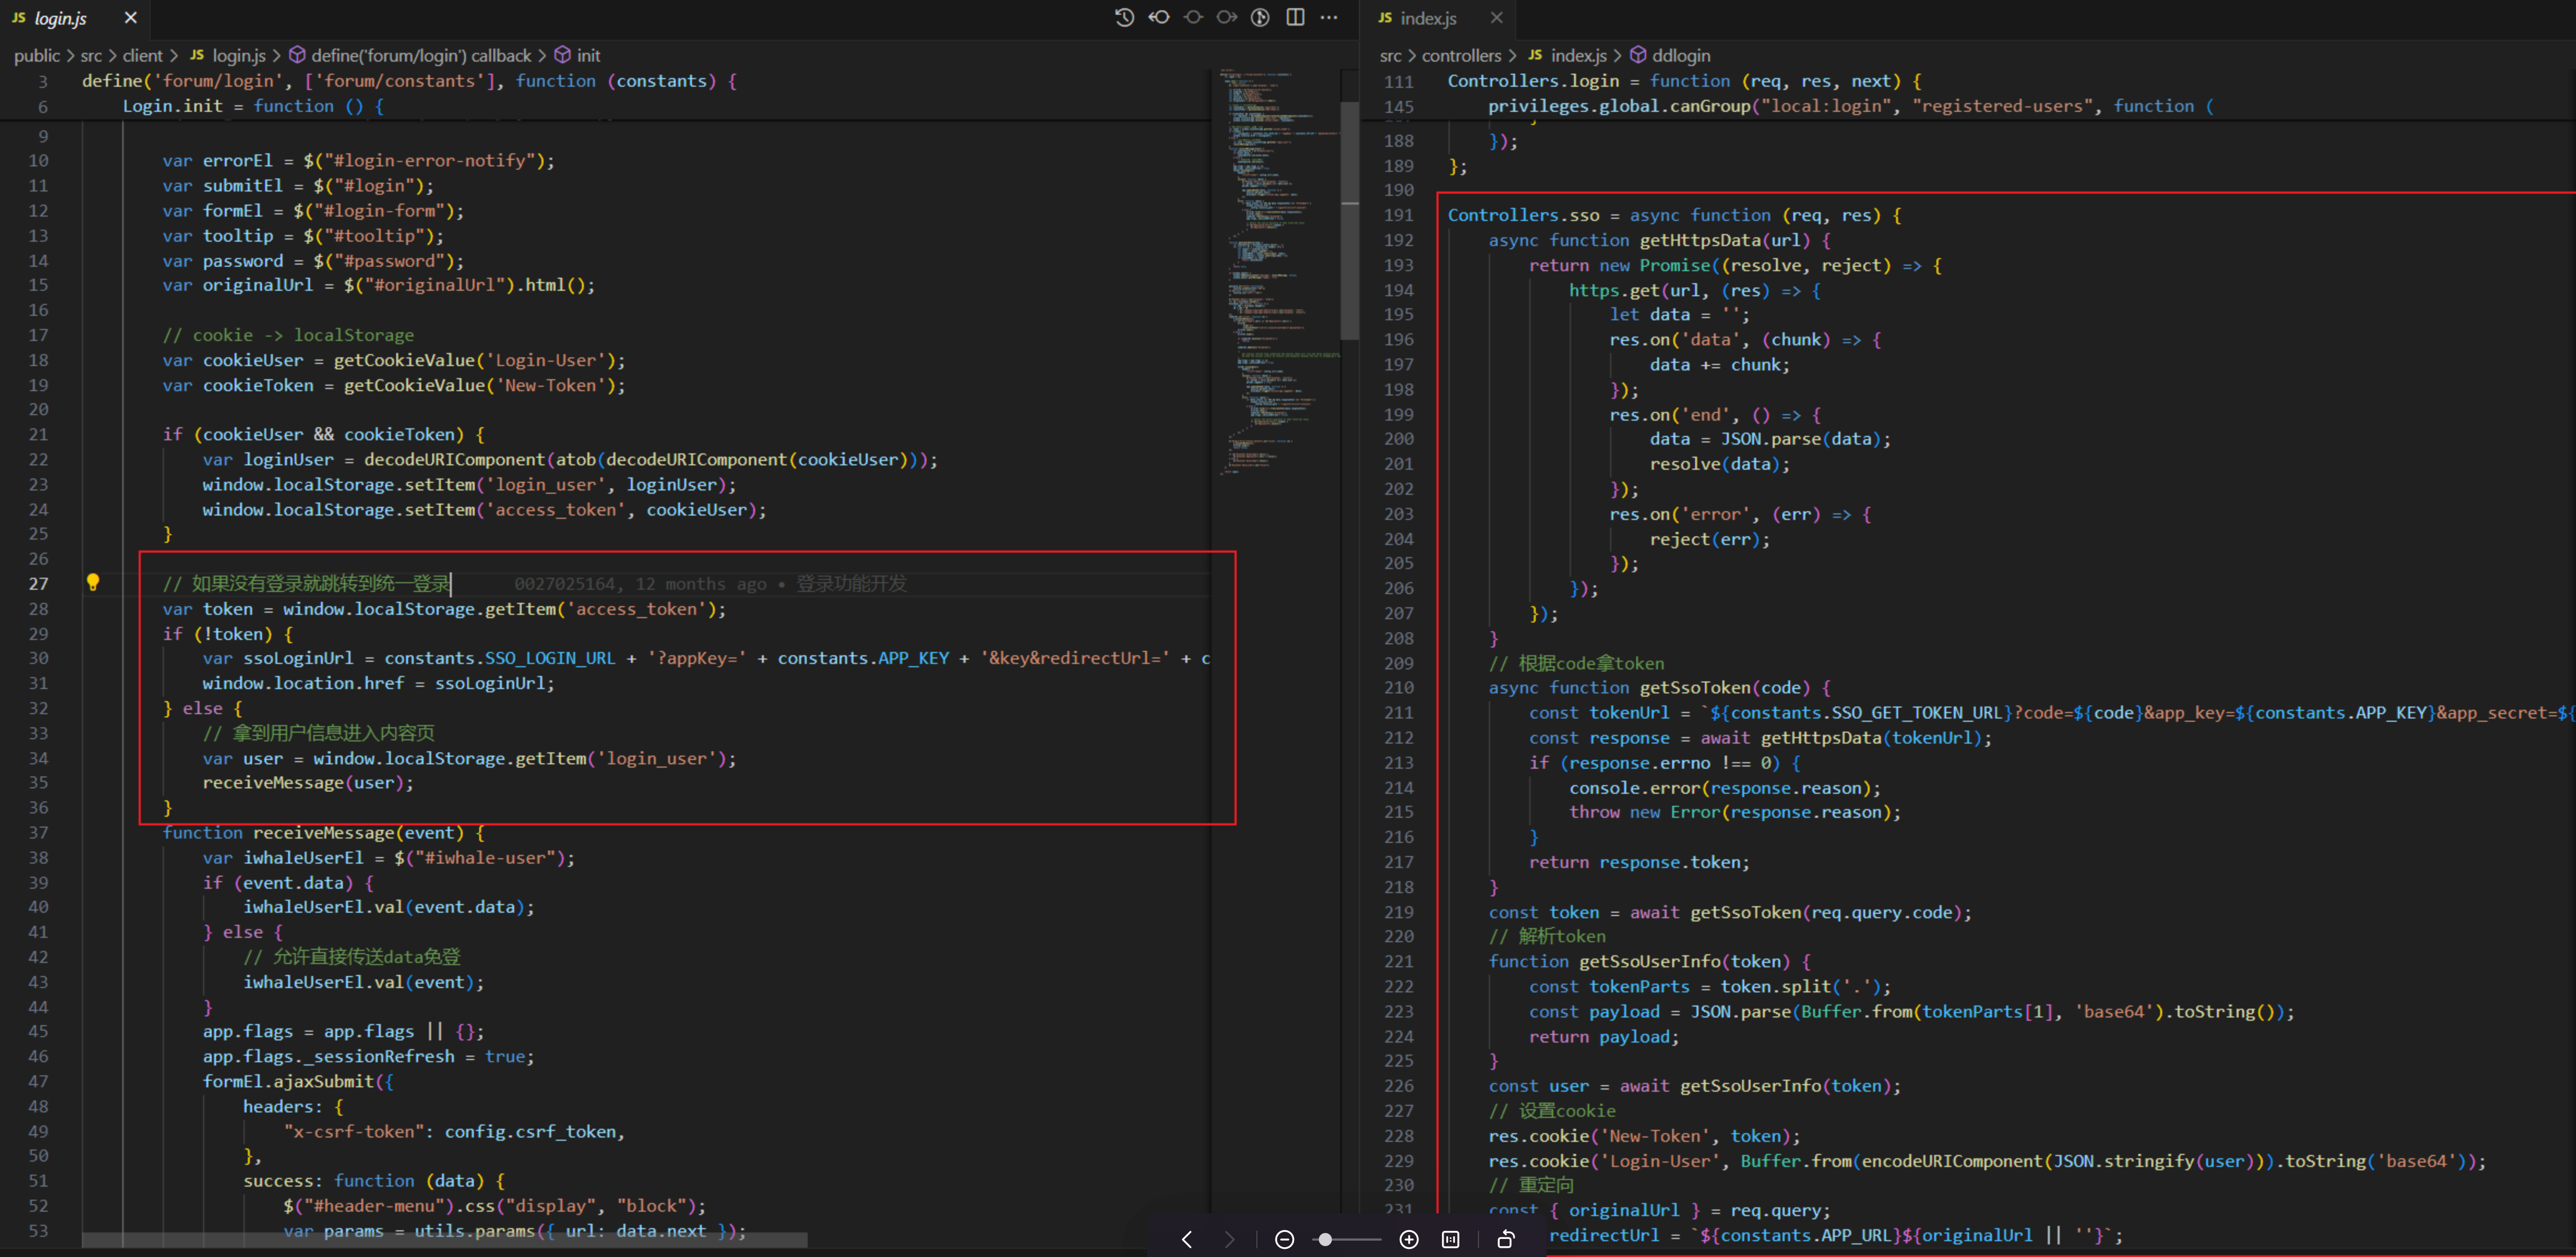 JS login.js
public > src > client > JS login.js > define('forum/login') callback > init
3 define('forum/login', ['forum/constants'], function (constants) {
6 Login.init = function () {
9
10 var errorEl = $("#login-error-notify");
11 var submitEl = $("#login");
12 var formEl = $("#login-form");
13 var tooltip = $("#tooltip");
14 var password = $("#password");
15 var originalUrl = $("#originalUrl").html();
16
17 // cookie -> localStorage
18 var cookieUser = getCookieValue('Login-User');
19 var cookieToken = getCookieValue('New-Token');
20
21 if (cookieUser && cookieToken) {
22 var loginUser = decodeURIComponent(atob(decodeURIComponent(cookieUser)));
23 window.localStorage.setItem('login_user', loginUser);
24 window.localStorage.setItem('access_token', cookieUser);
25 }
26
27 // 如果没有登录就跳转到统一登录 0027025164, 12 months ago • 登录功能开发
28 var token = window.localStorage.getItem('access_token');
29 if (!token) {
30 var ssoLoginUrl = constants.SSO_LOGIN_URL + '?appKey=' + constants.APP_KEY + '&key&redirectUrl=' + c
31 window.location.href = ssoLoginUrl;
32 } else {
33 // 拿到用户信息进入内容页
34 var user = window.localStorage.getItem('login_user');
35 receiveMessage(user);
36 }
37 function receiveMessage(event) {
38 var iwhaleUserEl = $("#iwhale-user");
39 if (event.data) {
40 iwhaleUserEl.val(event.data);
41 } else {
42 // 允许直接传送data免登
43 iwhaleUserEl.val(event);
44 }
45 app.flags = app.flags || {};
46 app.flags._sessionRefresh = true;
47 formEl.ajaxSubmit({
48 headers: {
49 "x-csrf-token": config.csrf_token,
50 },
51 success: function (data) {
52 $("#header-menu").css("display", "block");
53 var params = utils.params({ url: data.next });
JS index.js
src > controllers > JS index.js > ddlogin
111 Controllers.login = function (req, res, next) {
145 privileges.global.canGroup("local:login", "registered-users", function (
188 });
189 };
190
191 Controllers.sso = async function (req, res) {
192 async function getHttpsData(url) {
193 return new Promise((resolve, reject) => {
194 https.get(url, (res) => {
195 let data = '';
196 res.on('data', (chunk) => {
197 data += chunk;
198 });
199 res.on('end', () => {
200 data = JSON.parse(data);
201 resolve(data);
202 });
203 res.on('error', (err) => {
204 reject(err);
205 });
206 });
207 });
208 }
209 // 根据code拿token
210 async function getSsoToken(code) {
211 const tokenUrl = `${constants.SSO_GET_TOKEN_URL}?code=${code}&app_key=${constants.APP_KEY}&app_secret=${
212 const response = await getHttpsData(tokenUrl);
213 if (response.errno !== 0) {
214 console.error(response.reason);
215 throw new Error(response.reason);
216 }
217 return response.token;
218 }
219 const token = await getSsoToken(req.query.code);
220 // 解析token
221 function getSsoUserInfo(token) {
222 const tokenParts = token.split('.');
223 const payload = JSON.parse(Buffer.from(tokenParts[1], 'base64').toString());
224 return payload;
225 }
226 const user = await getSsoUserInfo(token);
227 // 设置cookie
228 res.cookie('New-Token', token);
229 res.cookie('Login-User', Buffer.from(encodeURIComponent(JSON.stringify(user))).toString('base64'));
230 // 重定向
231 const { originalUrl } = req.query;
redirectUrl = `${constants.APP_URL}${originalUrl || ''}`;